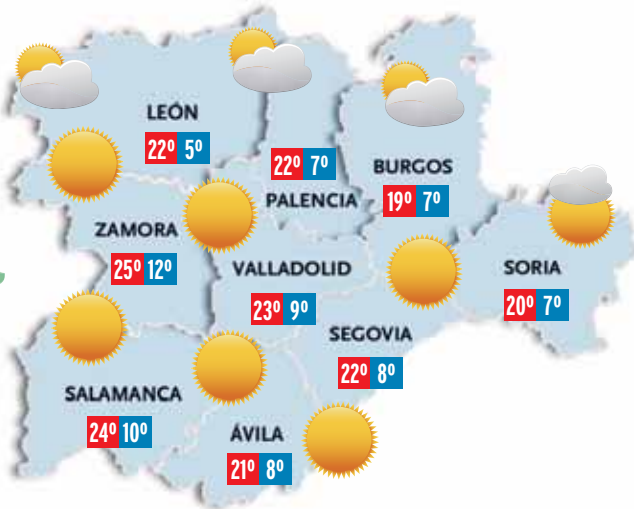 LEÓN
22º 5º
22º 7º
PALENCIA
BURGOS
19º 7º
ZAMORA
25º 12º
VALLADOLID
23º 9º
SORIA
20º 7º
SEGOVIA
22º 8º
SALAMANCA
24º 10º
ÁVILA
21º 8º